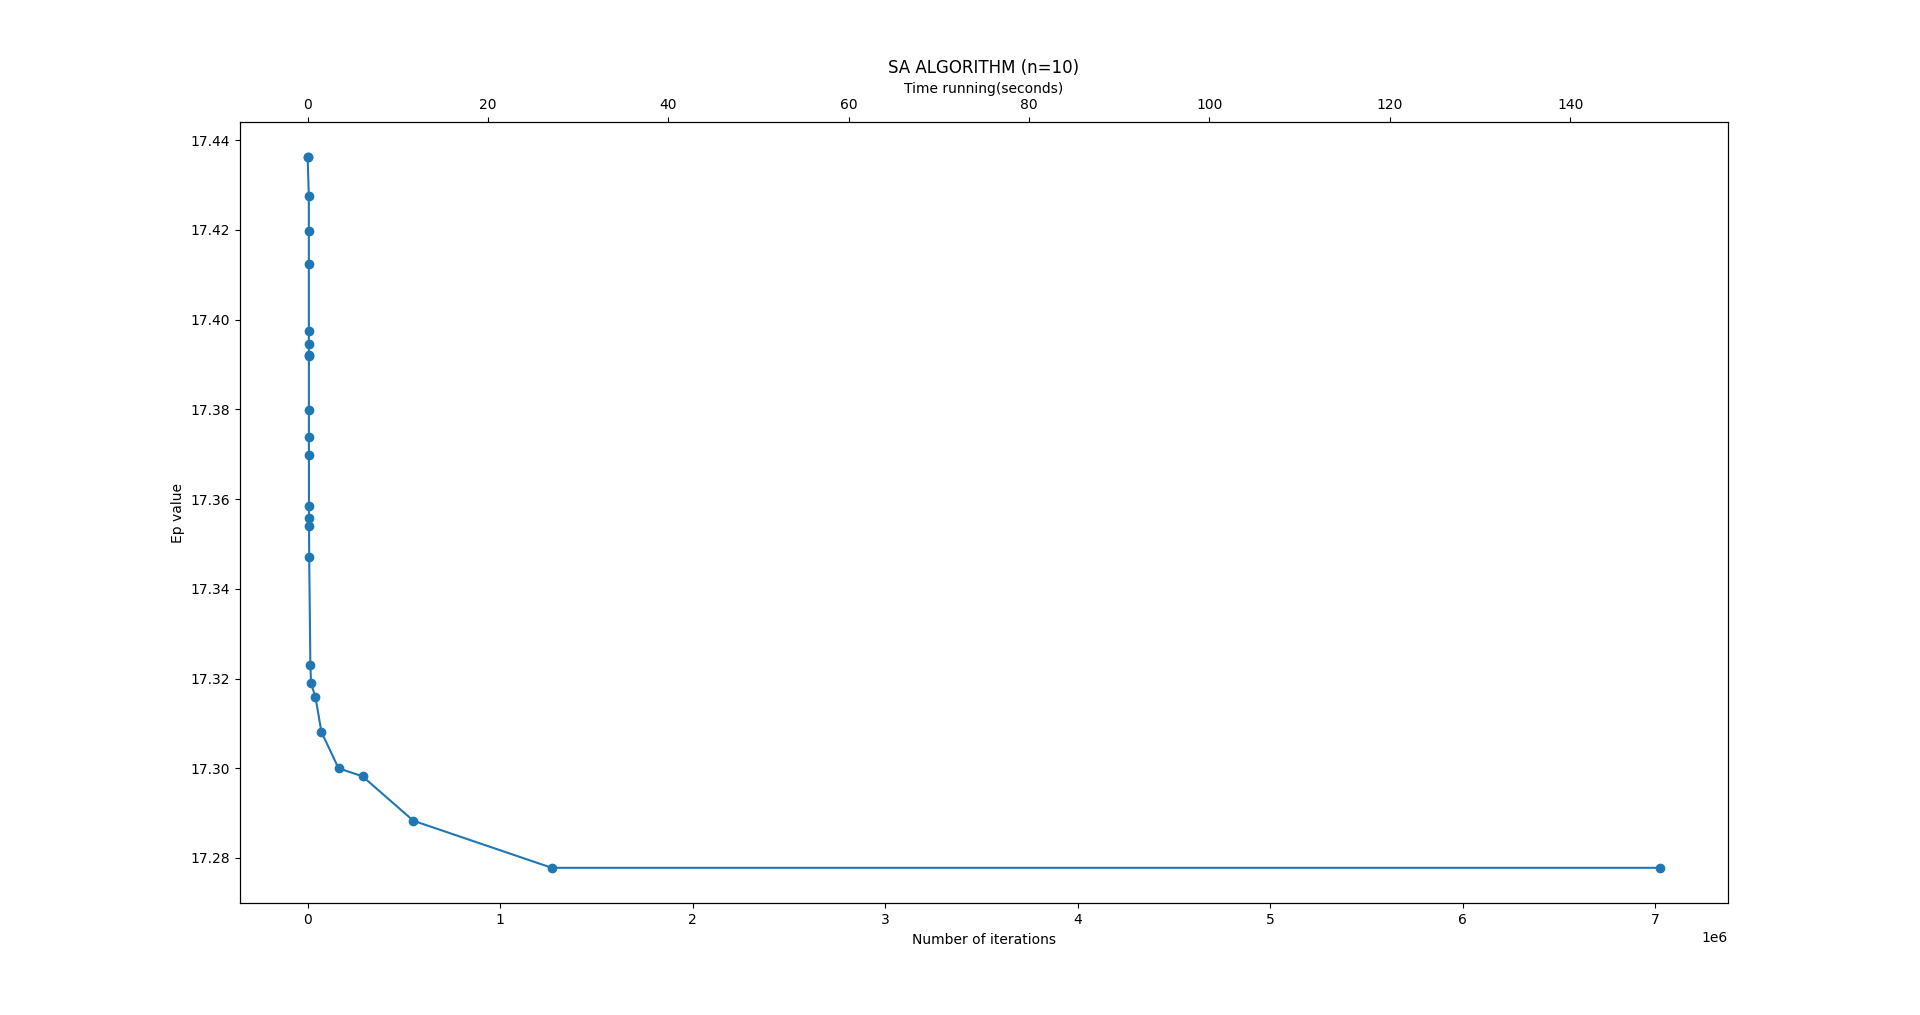 SA ALGORITHM (n=10)
Time running(seconds)
0 20 40 60 80 100 120 140
17.44
17.42
17.40
17.38
17.36
17.34
17.32
17.30
17.28
Ep value
0 1 2 3 4 5 6 7
1e6
Number of iterations